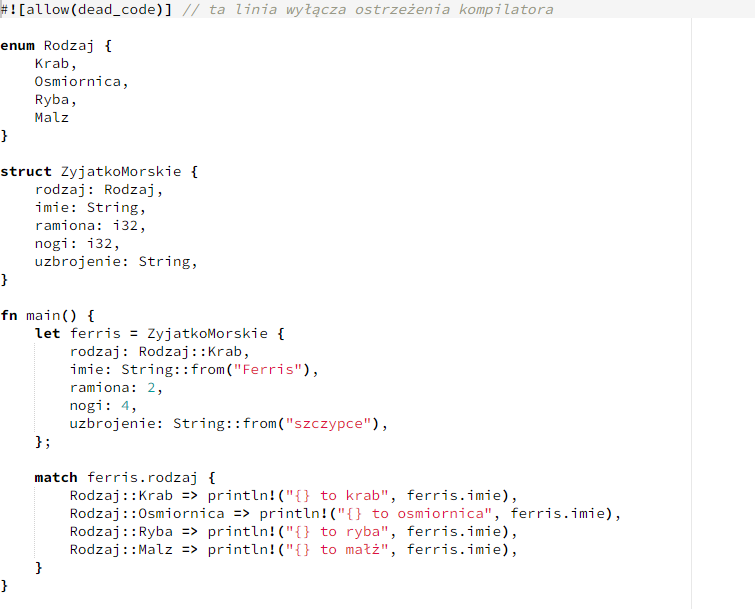 #![allow(dead_code)] // ta linia wyłącza ostrzeżenia kompilatora
enum Rodzaj {
Krab,
Osmiornica,
Ryba,
Malz
}
struct ZyjatkoMorskie {
rodzaj: Rodzaj,
imie: String,
ramiona: i32,
nogi: i32,
uzbrojenie: String,
}
fn main() {
let ferris = ZyjatkoMorskie {
rodzaj: Rodzaj::Krab,
imie: String::from("Ferris"),
ramiona: 2,
nogi: 4,
uzbrojenie: String::from("szczypce"),
};
match ferris.rodzaj {
Rodzaj::Krab => println!("{} to krab", ferris.imie),
Rodzaj::Osmiornica => println!("{} to osmiornica", ferris.imie),
Rodzaj::Ryba => println!("{} to ryba", ferris.imie),
Rodzaj::Malz => println!("{} to małż", ferris.imie),
}
}